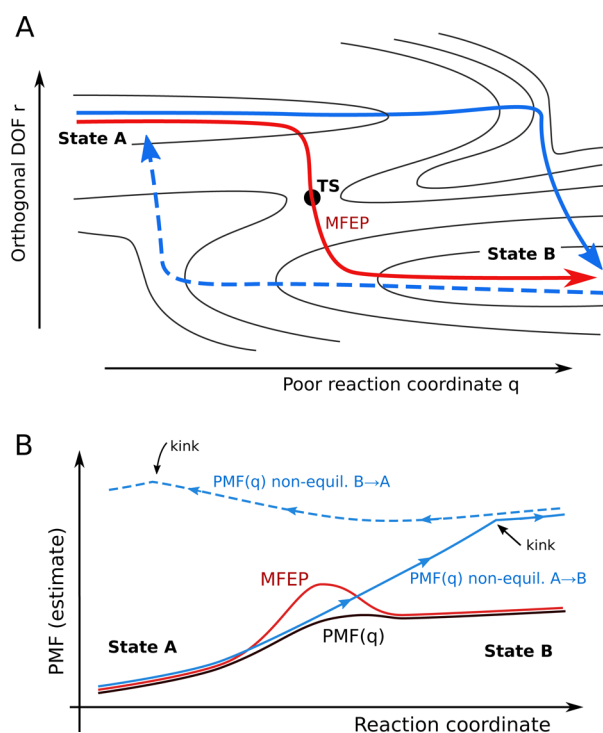 A
Orthogonal DOF r
State A
TS
MFEP
State B
Poor reaction coordinate q
B
kink
PMF(q) non-equil. B→A
kink
MFEP
PMF(q) non-equil. A→B
PMF(q)
State A
State B
PMF (estimate)
Reaction coordinate